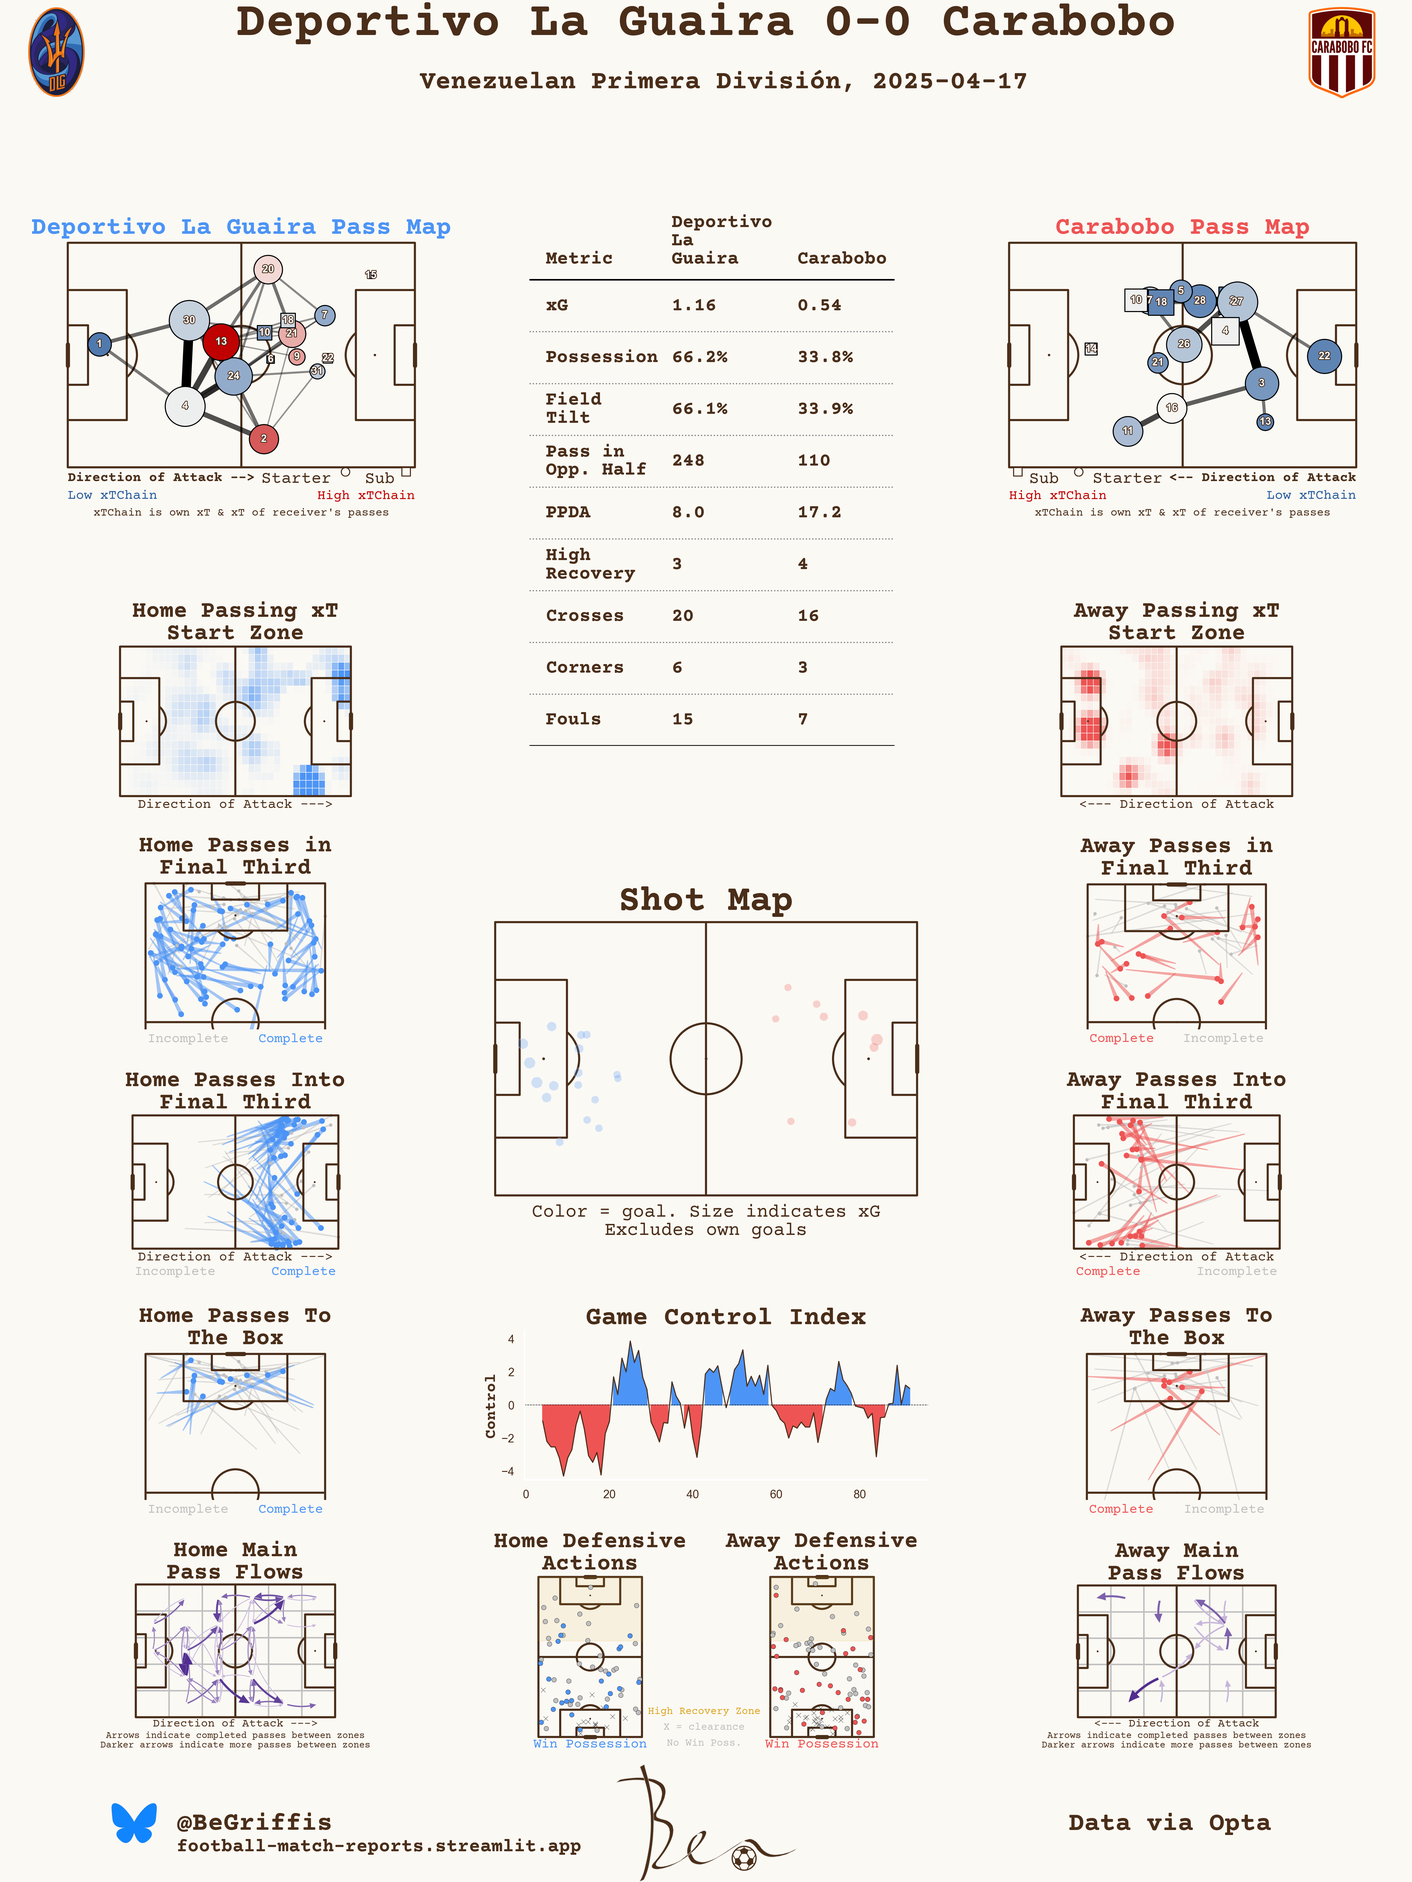 Deportivo La Guaira 0-0 Carabobo
Venezuelan Primera División, 2025-04-17
DLG
CARABOBO FC
Deportivo La Guaira Pass Map
20
15
30
7
18
10
21
13
1
6
9
22
24
31
4
2
Direction of Attack --> Starter Sub
Low xTChain High xTChain
xTChain is own xT & xT of receiver's passes
Metric Deportivo La Guaira Carabobo
xG 1.16 0.54
Possession 66.2% 33.8%
Field Tilt 66.1% 33.9%
Pass in Opp. Half 248 110
PPDA 8.0 17.2
High Recovery 3 4
Crosses 20 16
Corners 6 3
Fouls 15 7
Carabobo Pass Map
5
10
7
18
28
27
4
26
14
21
22
3
16
13
11
Sub Starter <-- Direction of Attack
High xTChain Low xTChain
xTChain is own xT & xT of receiver's passes
Home Passing xT
Start Zone
Direction of Attack --->
Away Passing xT
Start Zone
<--- Direction of Attack
Home Passes in
Final Third
Incomplete Complete
Away Passes in
Final Third
Complete Incomplete
Shot Map
Color = goal. Size indicates xG
Excludes own goals
Home Passes Into
Final Third
Direction of Attack --->
Incomplete Complete
Away Passes Into
Final Third
<--- Direction of Attack
Complete Incomplete
Home Passes To
The Box
Incomplete Complete
Game Control Index
Control
4
2
0
−2
−4
0 20 40 60 80
Away Passes To
The Box
Complete Incomplete
Home Main
Pass Flows
Direction of Attack --->
Arrows indicate completed passes between zones
Darker arrows indicate more passes between zones
Home Defensive
Actions
Win Possession
Away Defensive
Actions
Win Possession
High Recovery Zone
X = clearance
No Win Poss.
Away Main
Pass Flows
<--- Direction of Attack
Arrows indicate completed passes between zones
Darker arrows indicate more passes between zones
@BeGriffis
football-match-reports.streamlit.app
Ben
Data via Opta